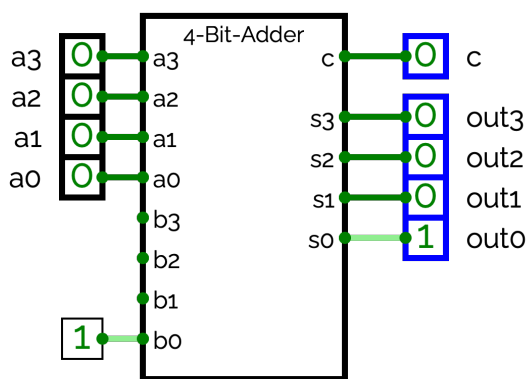 4-Bit-Adder
a3 0 a3 c 0 c
a2 0 a2
a1 0 a1 s3 0 out3
a0 0 a0 s2 0 out2
b3 s1 0 out1
b2 s0 1 out0
b1
1 b0